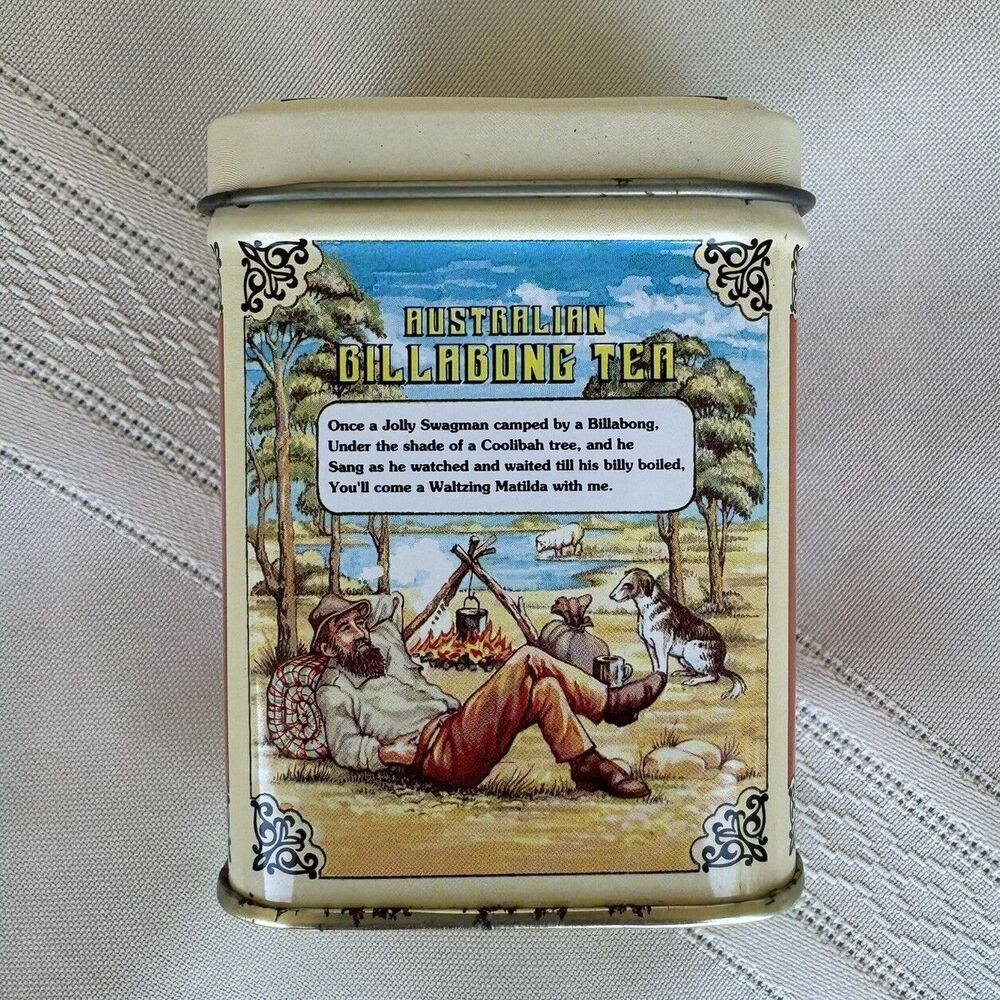 AUSTRALIAN
BILLABONG TEA
Once a Jolly Swagman camped by a Billabong,
Under the shade of a Coolibah tree, and he
Sang as he watched and waited till his billy boiled,
You'll come a Waltzing Matilda with me.